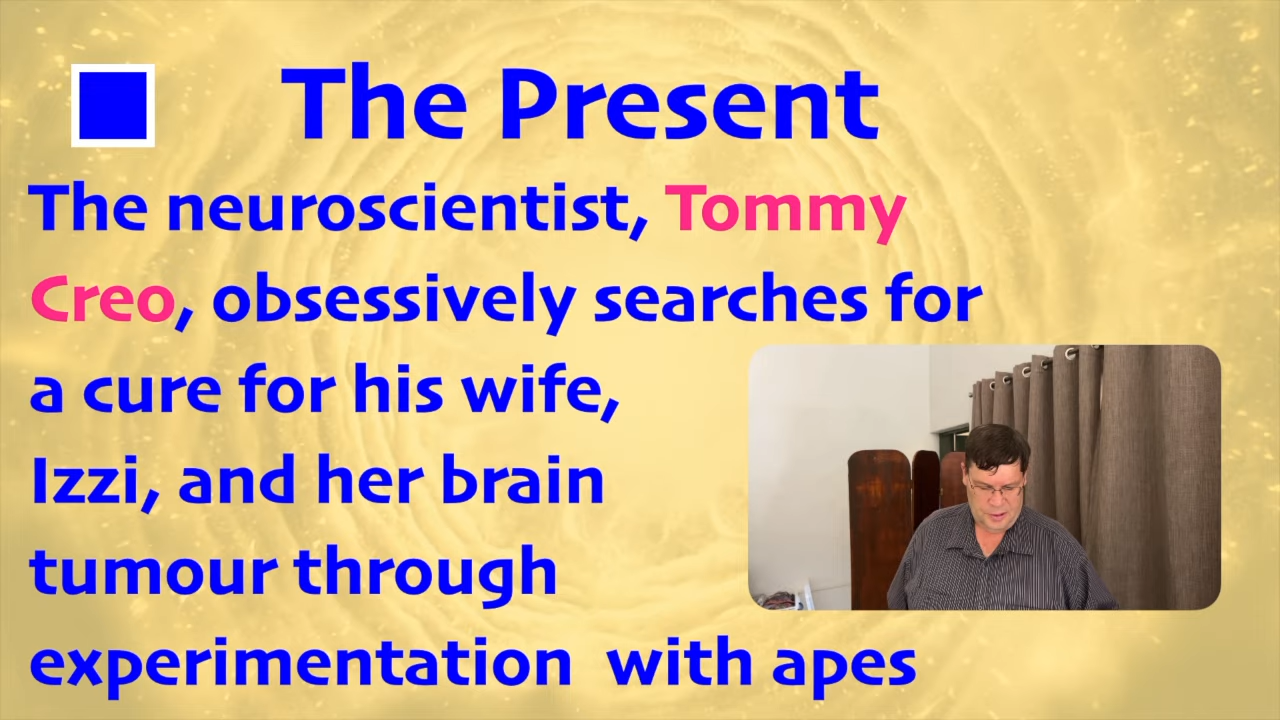 The Present
The neuroscientist, Tommy
Creo, obsessively searches for
a cure for his wife,
Izzi, and her brain
tumour through
experimentation with apes